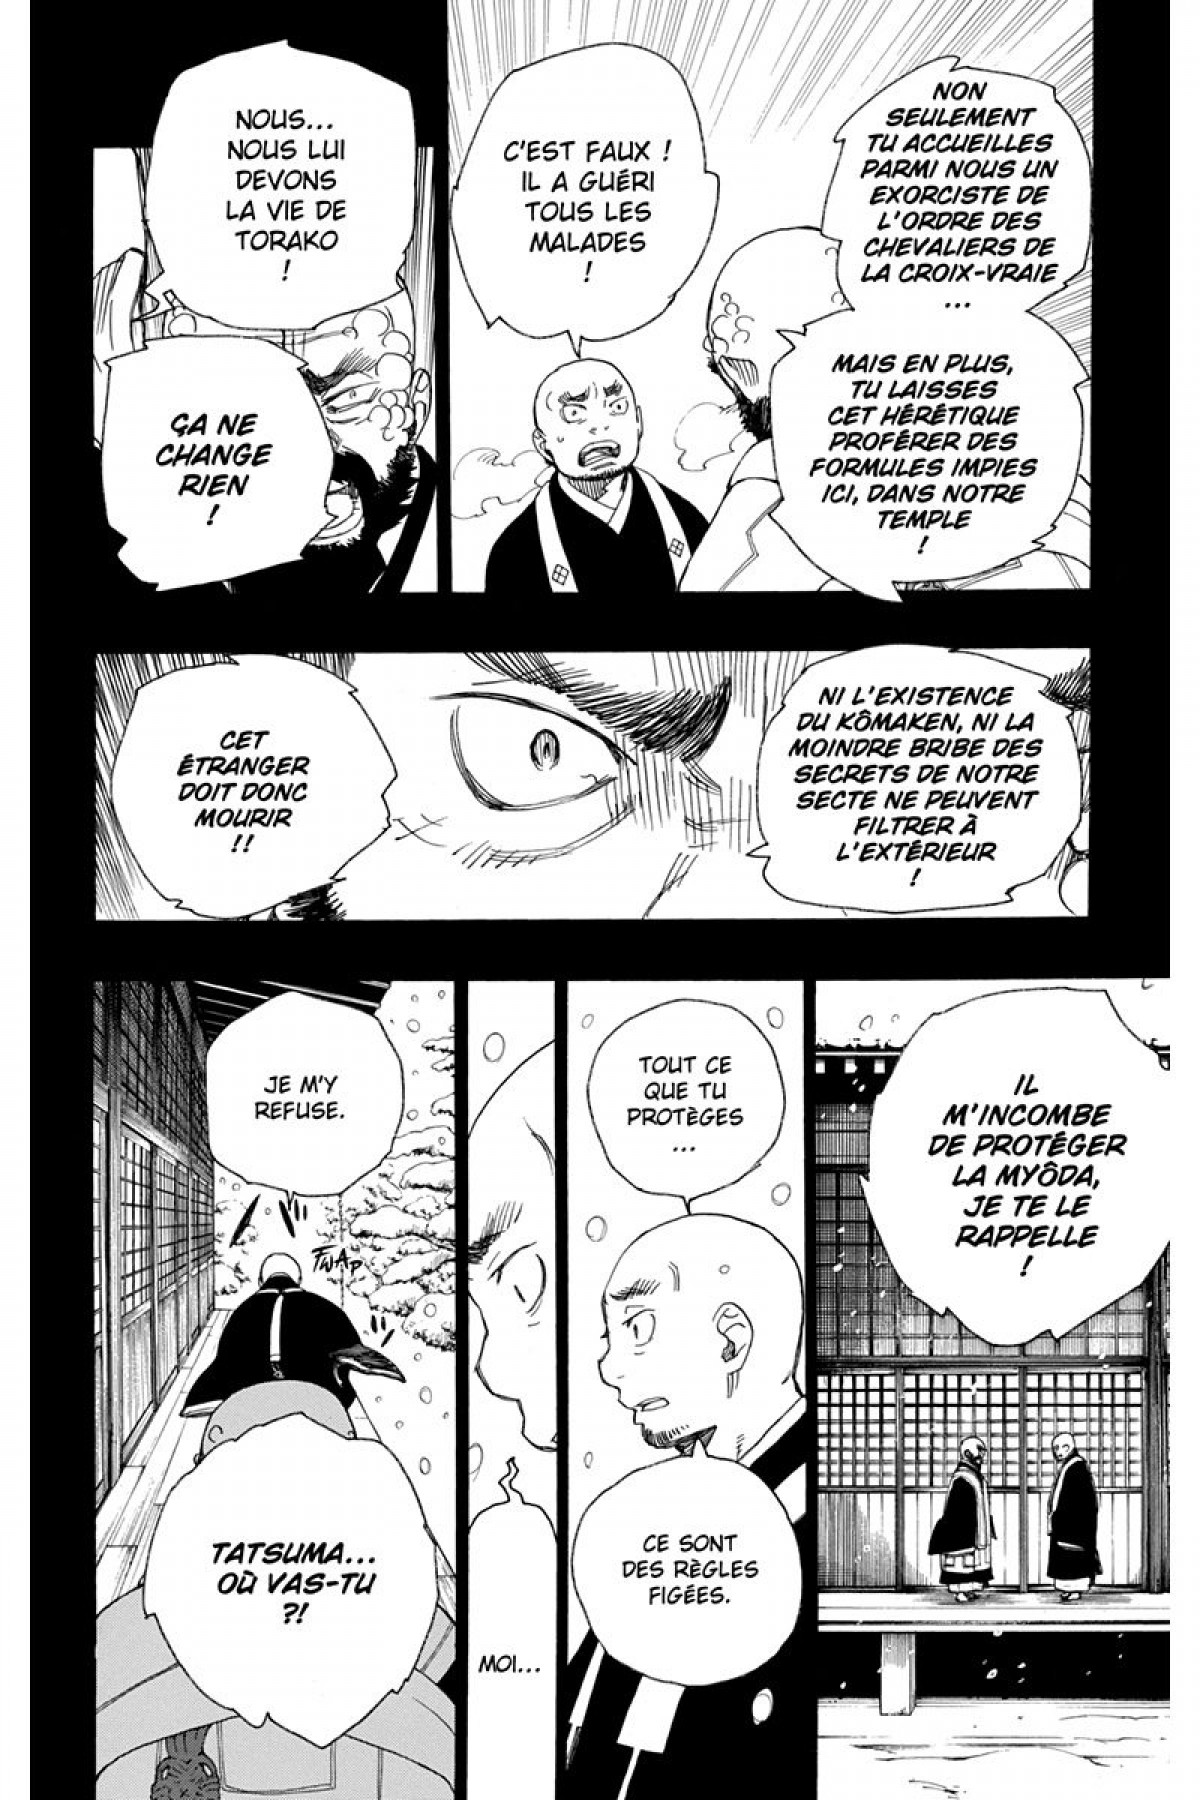 NON
SEULEMENT
TU ACCUEILLES
PARMI NOUS UN
EXORCISTE DE
L'ORDRE DES
CHEVALIERS DE
LA CROIX-VRAIE
...
MAIS EN PLUS,
TU LAISSES
CET HÉRÉTIQUE
PROFÉRER DES
FORMULES IMPIES
ICI, DANS NOTRE
TEMPLE
!
C'EST FAUX !
IL A GUÉRI
TOUS LES
MALADES
!
NOUS...
NOUS LUI
DEVONS
LA VIE DE
TORAKO
!
ÇA NE
CHANGE
RIEN
!
NI L'EXISTENCE
DU KÔMAKEN, NI LA
MOINDRE BRIBE DES
SECRETS DE NOTRE
SECTE NE PEUVENT
FILTRER À
L'EXTÉRIEUR
!
CET
ÉTRANGER
DOIT DONC
MOURIR
!!
IL
M'INCOMBE
DE PROTÉGER
LA MYÔDA,
JE TE LE
RAPPELLE
!
TOUT CE
QUE TU
PROTÈGES
...
CE SONT
DES RÈGLES
FIGÉES.
MOI...
JE M'Y
REFUSE.
FWAP
TATSUMA...
OÙ VAS-TU
?!